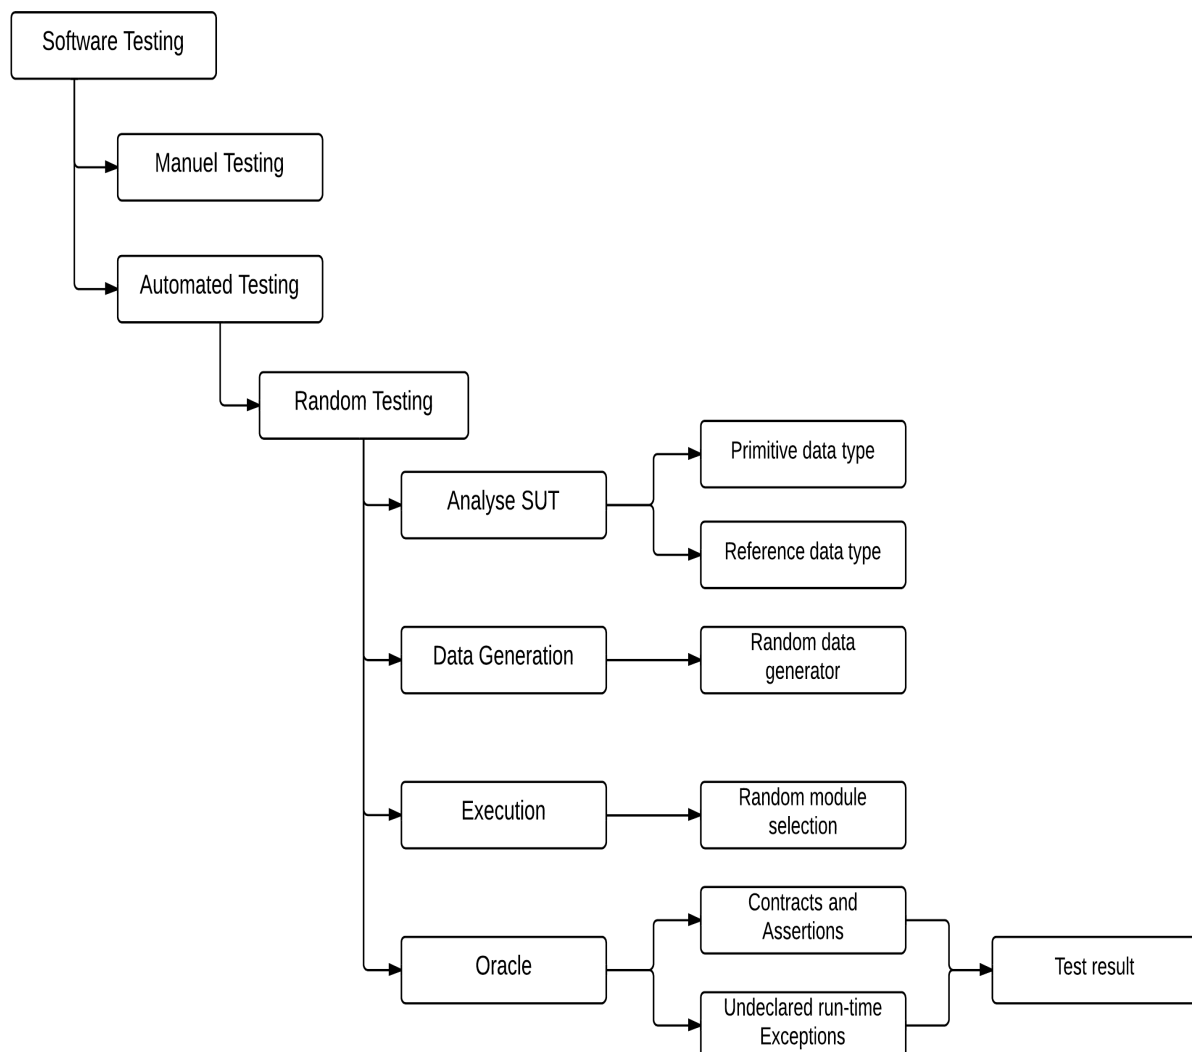 Software Testing
Manuel Testing
Automated Testing
Random Testing
Primitive data type
Analyse SUT
Reference data type
Data Generation
Random data
generator
Execution
Random module
selection
Contracts and
Assertions
Oracle
Test result
Undeclared run-time
Exceptions